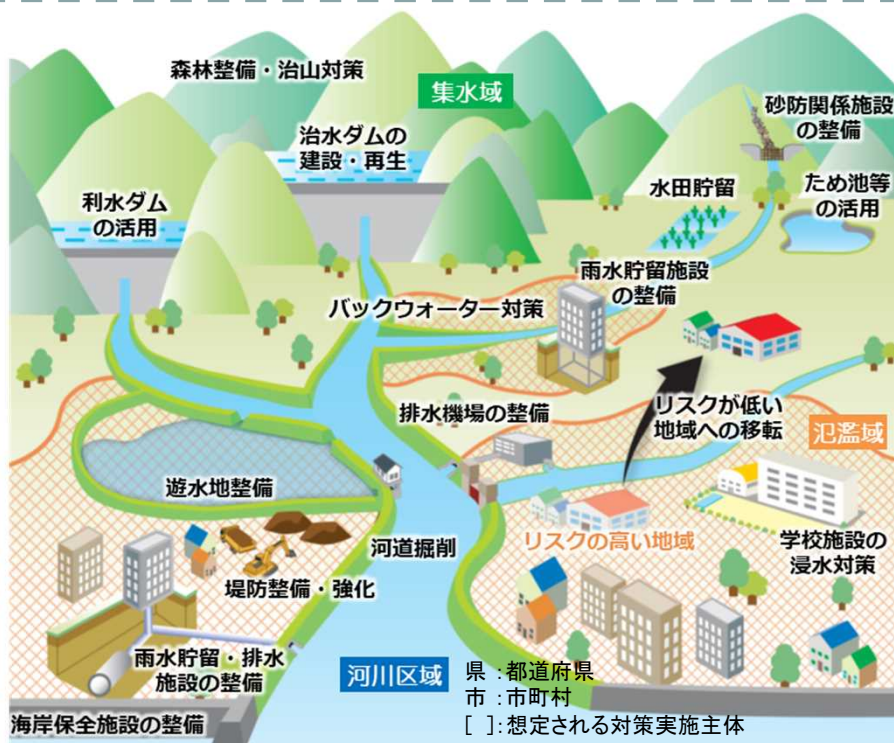 森林整備・治山対策
集水域
砂防関係施設
の整備
治水ダムの
建設・再生
水田貯留
ため池等
の活用
利水ダム
の活用
雨水貯留施設
の整備
バックウォーター対策
排水機場の整備
リスクが低い
地域への移転
氾濫域
遊水地整備
リスクの高い地域
河道掘削
学校施設の
浸水対策
堤防整備・強化
雨水貯留・排水
施設の整備
河川区域
県 :都道府県
市 :市町村
[ ]:想定される対策実施主体
海岸保全施設の整備